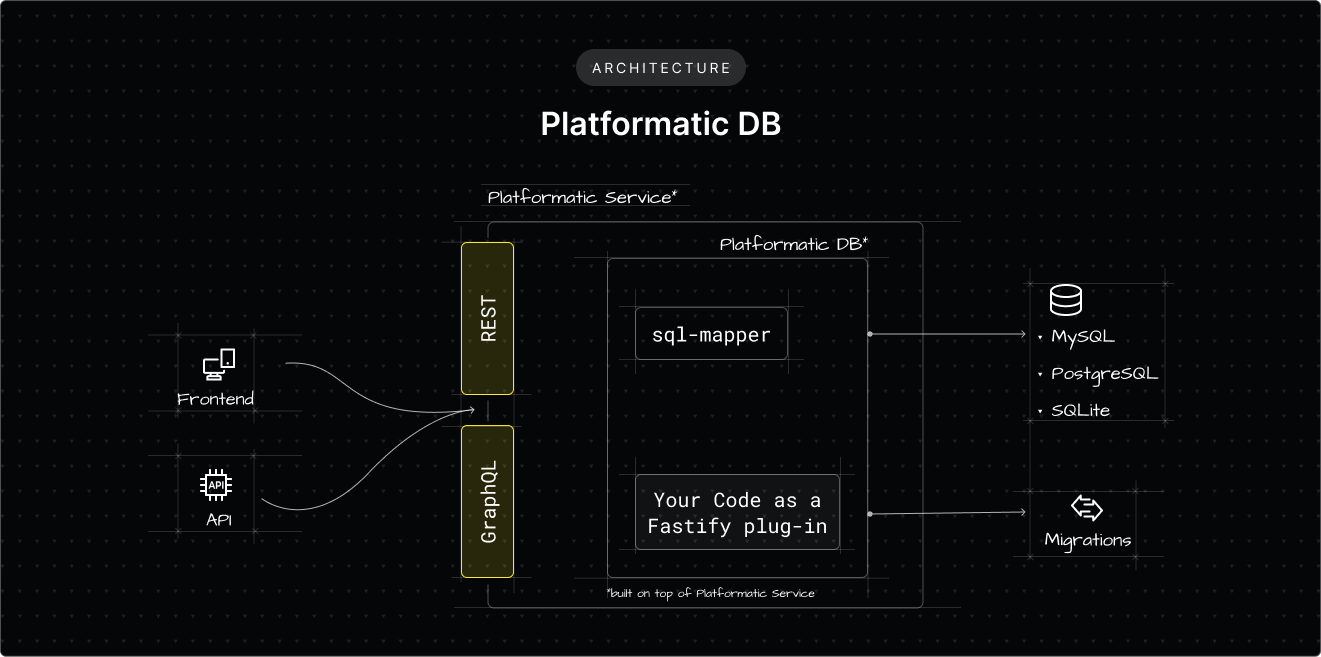 ARCHITECTURE
Platformatic DB
Platformatic Service*
Platformatic DB*
REST
GraphQL
sql-mapper
Your Code as a
Fastify plug-in
*built on top of Platformatic Service
Frontend
API
API
MySQL
PostgreSQL
SQLite
Migrations